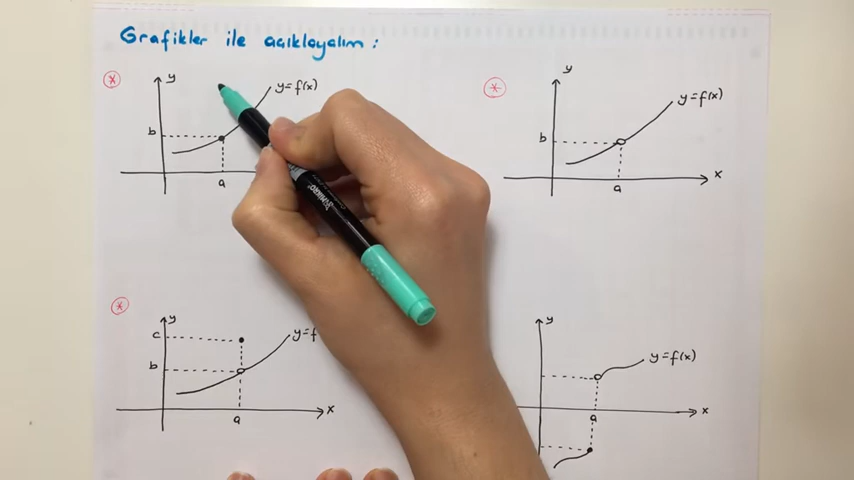 Grafikler ile açıklayalım :
y
y = f(x)
b
a
y
y = f(x)
b
x
a
y
c
y = f
b
x
a
y
y = f(x)
x
a